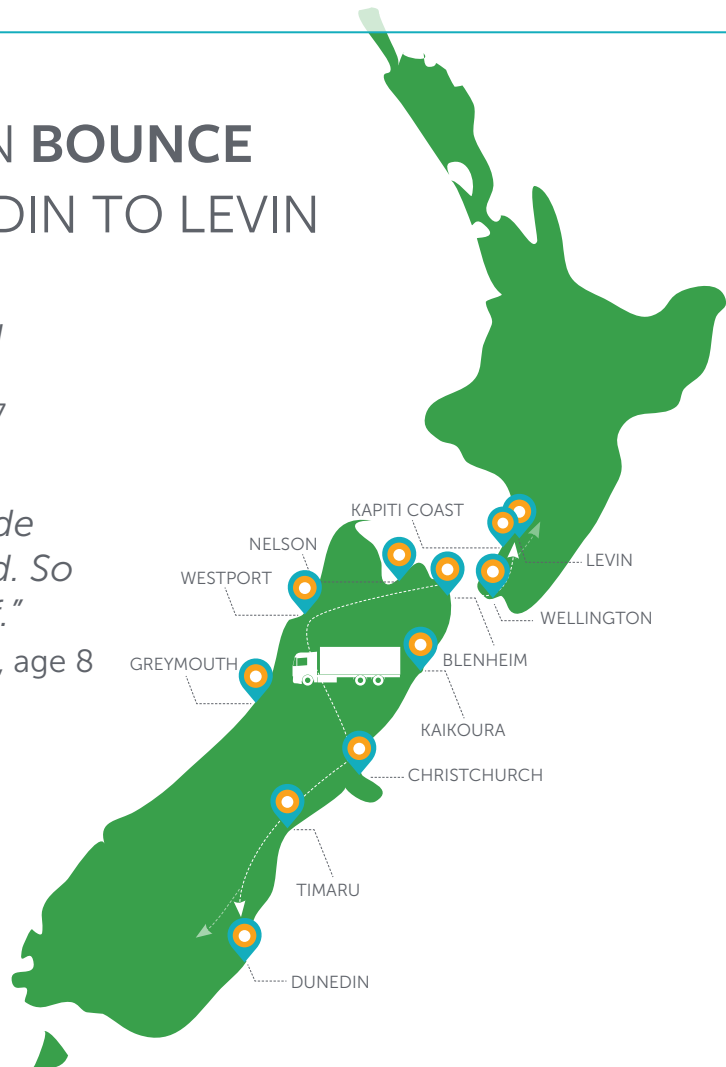 N BOUNCE
DIN TO LEVIN
de
d. So
."
, age 8
KAPITI COAST
NELSON
WESTPORT
LEVIN
WELLINGTON
BLENHEIM
GREYMOUTH
KAIKOURA
CHRISTCHURCH
TIMARU
DUNEDIN